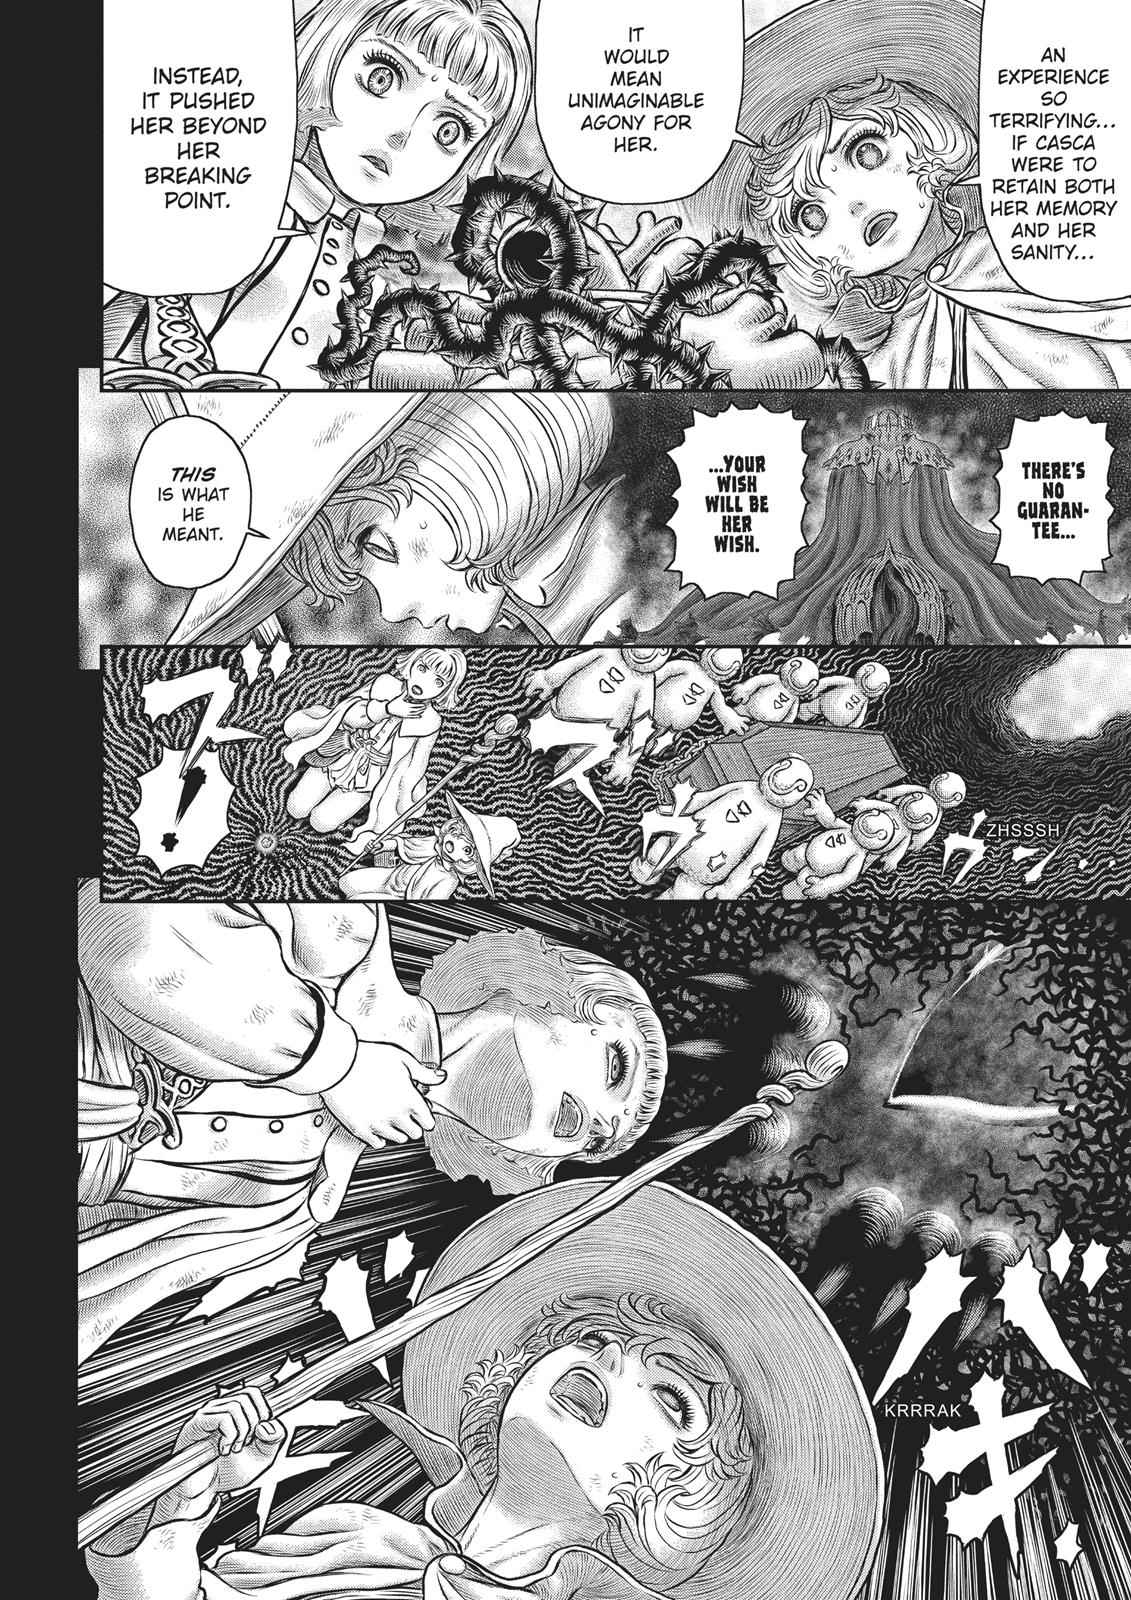 AN
EXPERIENCE
SO
TERRIFYING...
IF CASCA
WERE TO
RETAIN BOTH
HER MEMORY
AND HER
SANITY...
IT
WOULD
MEAN
UNIMAGINABLE
AGONY FOR
HER.
INSTEAD,
IT PUSHED
HER BEYOND
HER
BREAKING
POINT.
THERE'S
NO
GUARAN-
TEE...
...YOUR
WISH
WILL BE
HER
WISH.
THIS
IS WHAT
HE
MEANT.
ZHSSSH
KRRRAK